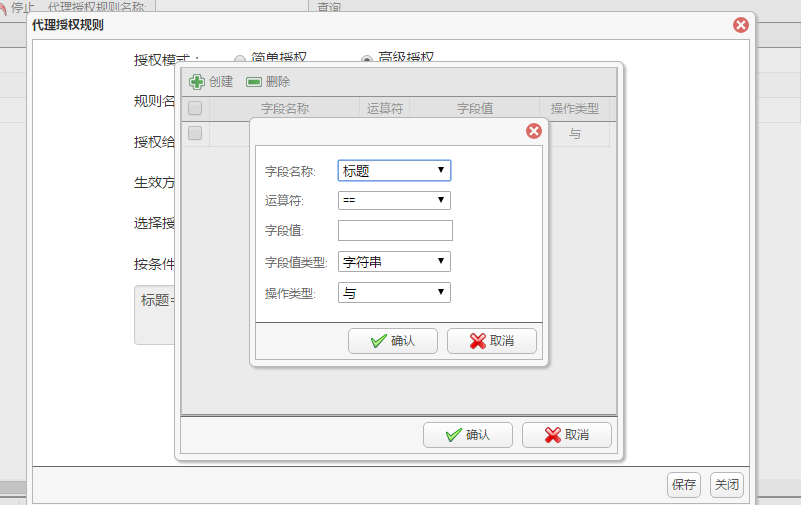 停止 代理授权规则名称: 查询
代理授权规则
授权模式： 简单授权 高级授权
创建 删除
规则名
字段名称 运算符 字段值 操作类型
与
授权给
字段名称: 标题
生效方
运算符: ==
选择授
字段值:
按条件
字段值类型: 字符串
标题=
操作类型: 与
确认 取消
确认 取消
保存 关闭